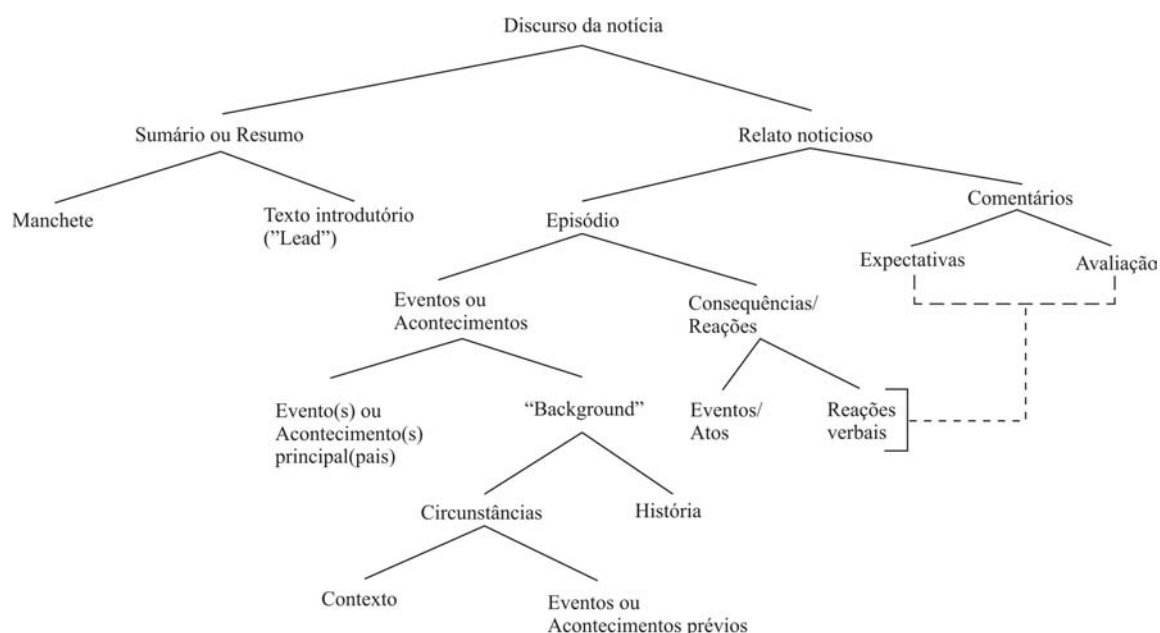 Discurso da notícia
Sumário ou Resumo
Relato noticioso
Manchete
Texto introdutório
(”Lead”)
Episódio
Comentários
Expectativas
Avaliação
Eventos ou
Acontecimentos
Consequências/
Reações
Evento(s) ou
Acontecimento(s)
principal(pais)
“Background”
Eventos/
Atos
Reações
verbais
Circunstâncias
História
Contexto
Eventos ou
Acontecimentos prévios